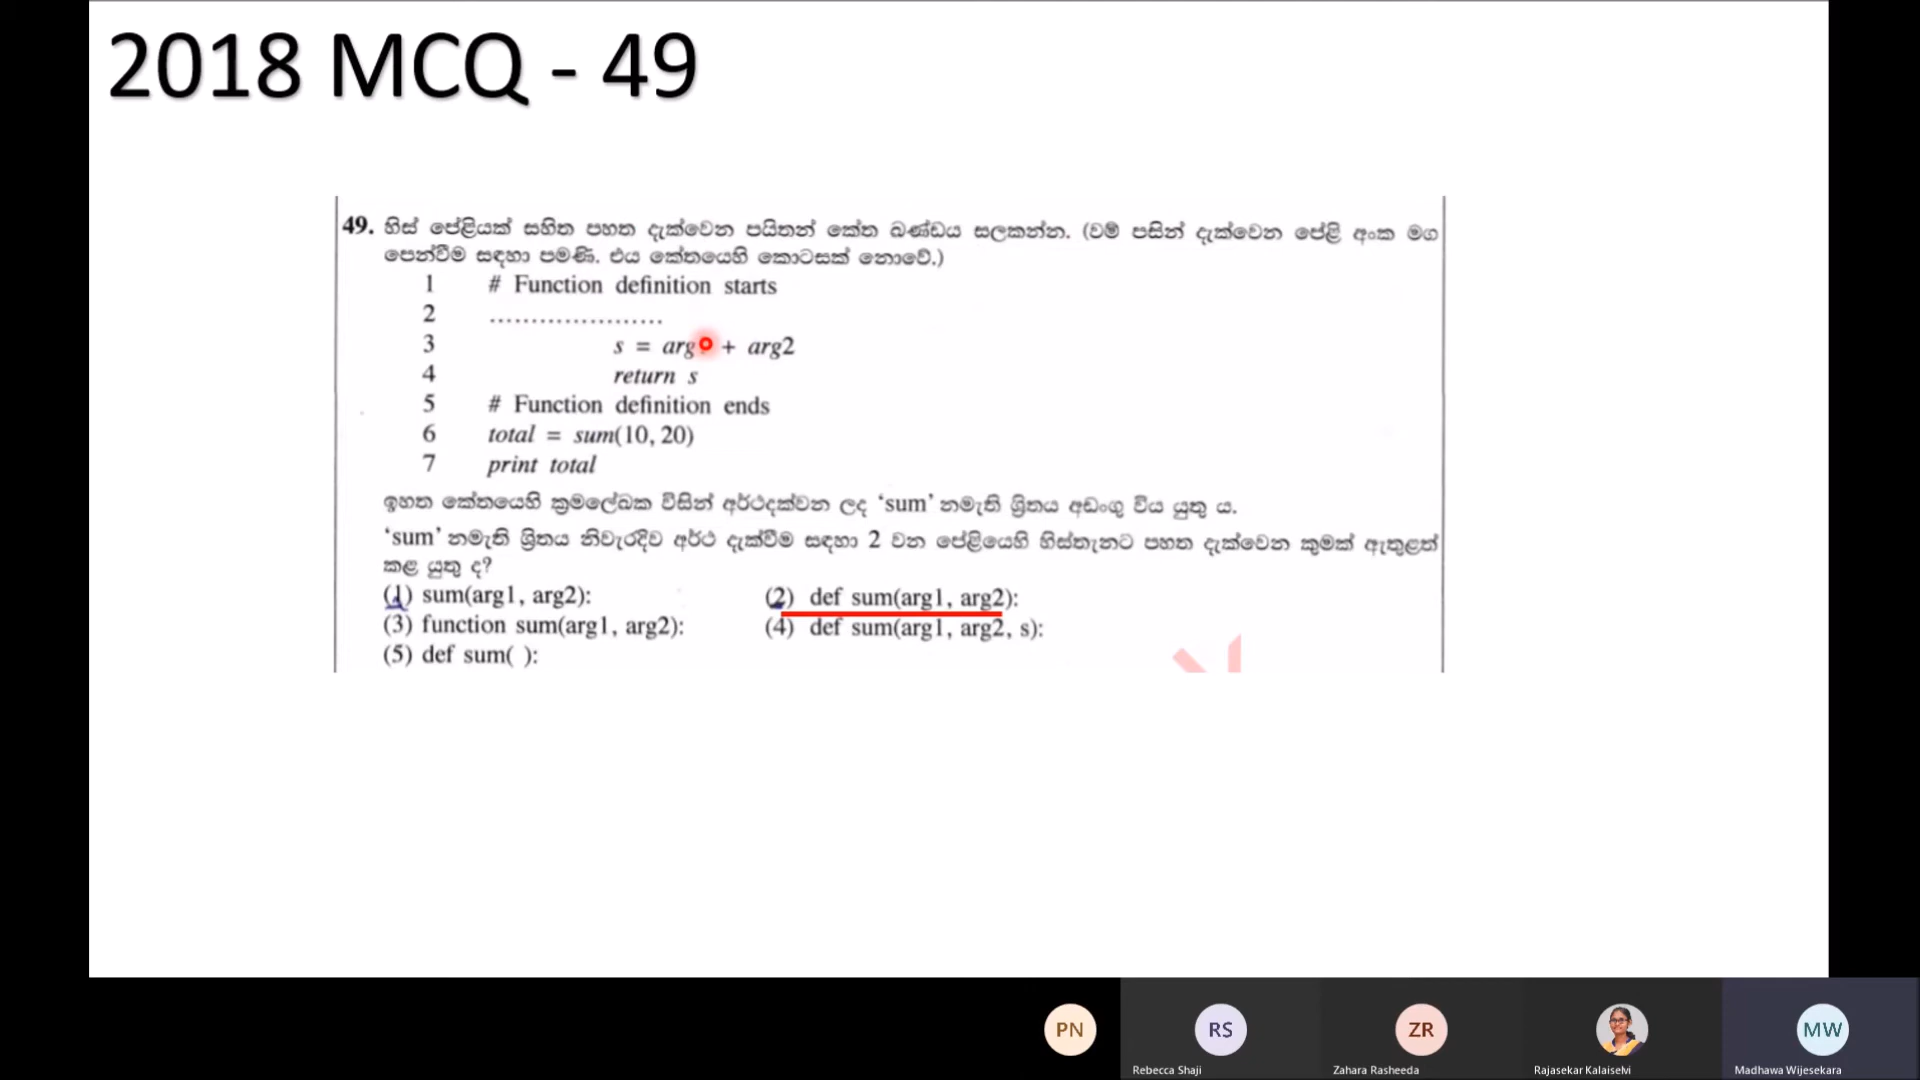 2018 MCQ - 49
49. හිස් පේළියක් සහිත පහත දැක්වෙන පයිතන් කේත ඛණ්ඩය සලකන්න. (වම් පසින් දැක්වෙන පේළි අංක මග
පෙන්වීම සඳහා පමණි. එය කේතයෙහි කොටසක් නොවේ.)
1 # Function definition starts
2 .....................
3 s = arg + arg2
4 return s
5 # Function definition ends
6 total = sum(10, 20)
7 print total
ඉහත කේතයෙහි ක්‍රමලේඛක විසින් අර්ථදක්වන ලද ‘sum’ නමැති ශ්‍රිතය අඩංගු විය යුතු ය.
‘sum’ නමැති ශ්‍රිතය නිවැරදිව අර්ථ දැක්වීම සඳහා 2 වන පේළියෙහි හිස්තැනට පහත දැක්වෙන කුමක් ඇතුළත්
කළ යුතු ද?
(1) sum(arg1, arg2): (2) def sum(arg1, arg2):
(3) function sum(arg1, arg2): (4) def sum(arg1, arg2, s):
(5) def sum( ):
PN RS ZR MW
Rebecca Shaji Zahara Rasheeda Rajasekar Kalaiselvi Madhawa Wijesekara